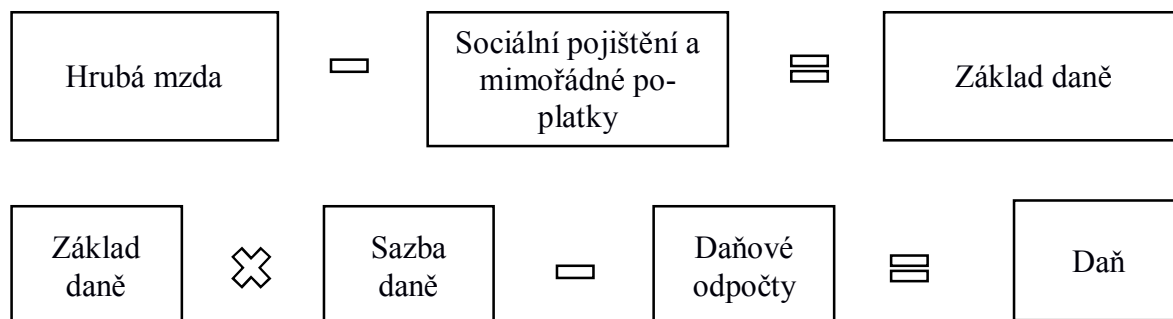 Hrubá mzda
Sociální pojištění a
mimořádné po-
platky
Základ daně
Základ
daně
Sazba
daně
Daňové
odpočty
Daň